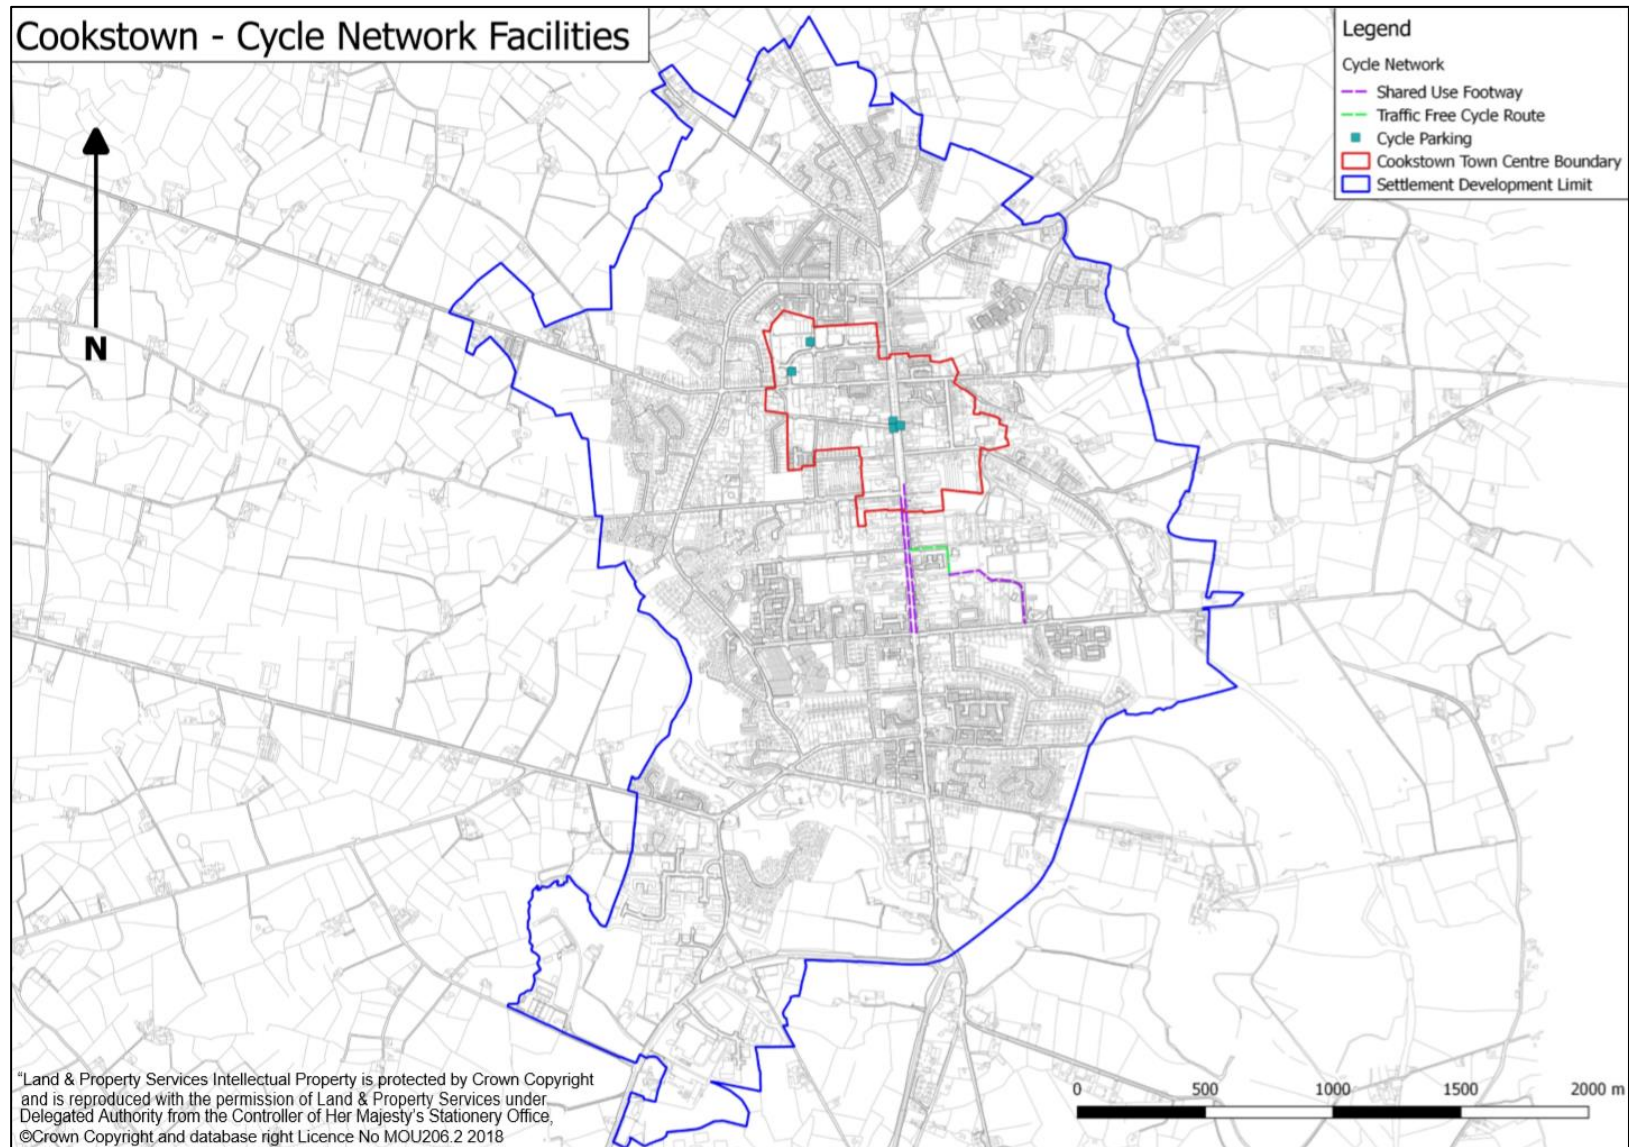 Cookstown - Cycle Network Facilities
Legend
Cycle Network
Shared Use Footway
Traffic Free Cycle Route
Cycle Parking
Cookstown Town Centre Boundary
Settlement Development Limit
N
0 500 1000 1500 2000 m
“Land & Property Services Intellectual Property is protected by Crown Copyright
and is reproduced with the permission of Land & Property Services under
Delegated Authority from the Controller of Her Majesty's Stationery Office,
©Crown Copyright and database right Licence No MOU206.2 2018